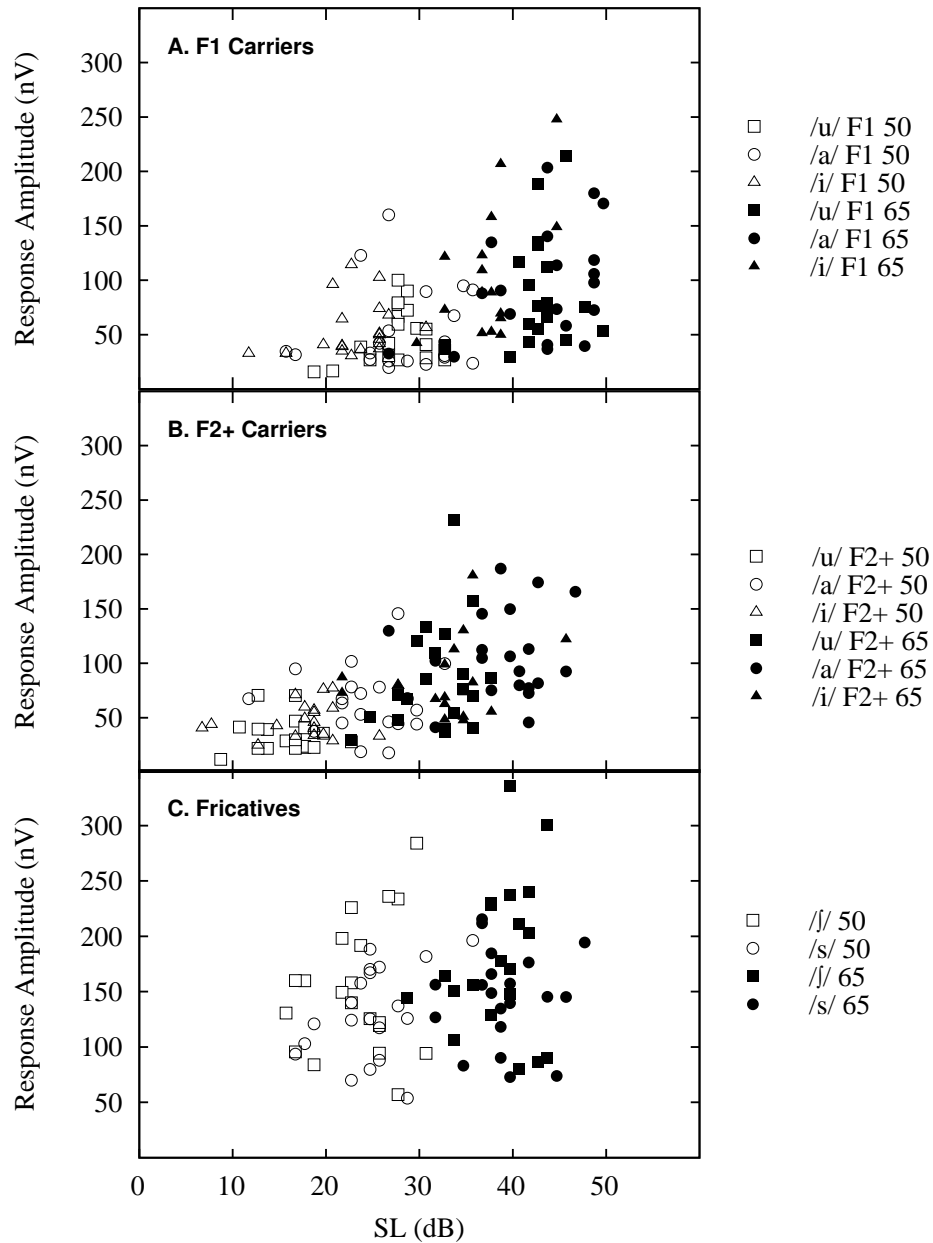 A. F1 Carriers
Response Amplitude (nV)
300
250
200
150
100
50
/u/ F1 50
/a/ F1 50
/i/ F1 50
/u/ F1 65
/a/ F1 65
/i/ F1 65
B. F2+ Carriers
Response Amplitude (nV)
300
250
200
150
100
50
/u/ F2+ 50
/a/ F2+ 50
/i/ F2+ 50
/u/ F2+ 65
/a/ F2+ 65
/i/ F2+ 65
C. Fricatives
Response Amplitude (nV)
300
250
200
150
100
50
/ʃ/ 50
/s/ 50
/ʃ/ 65
/s/ 65
0 10 20 30 40 50
SL (dB)